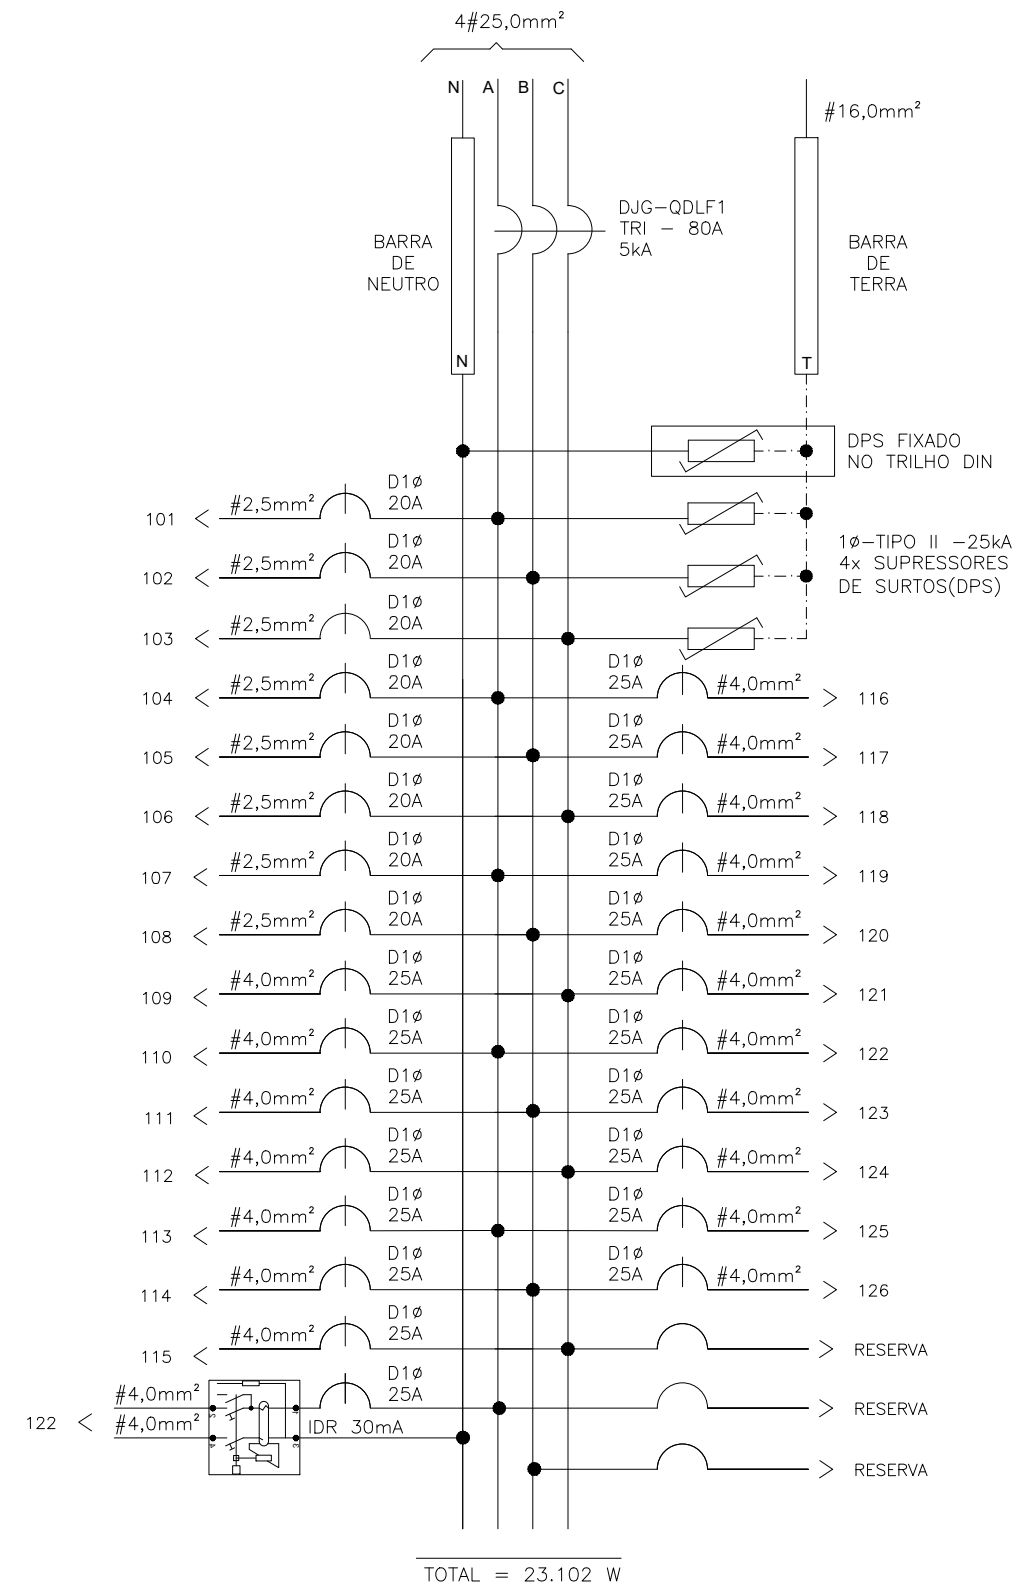 4#25,0mm²
N A B C
#16,0mm²
DJG-QDLF1
TRI - 80A
5kA
BARRA
DE
NEUTRO
BARRA
DE
TERRA
N
T
DPS FIXADO
NO TRILHO DIN
1ø-TIPO II -25kA
4x SUPRESSORES
DE SURTOS(DPS)
101 #2,5mm² D1ø
20A
102 #2,5mm² D1ø
20A
103 #2,5mm² D1ø
20A
104 #2,5mm² D1ø
20A
D1ø
25A #4,0mm² 116
105 #2,5mm² D1ø
20A
D1ø
25A #4,0mm² 117
106 #2,5mm² D1ø
20A
D1ø
25A #4,0mm² 118
107 #2,5mm² D1ø
20A
D1ø
25A #4,0mm² 119
108 #2,5mm² D1ø
20A
D1ø
25A #4,0mm² 120
109 #4,0mm² D1ø
25A
D1ø
25A #4,0mm² 121
110 #4,0mm² D1ø
25A
D1ø
25A #4,0mm² 122
111 #4,0mm² D1ø
25A
D1ø
25A #4,0mm² 123
112 #4,0mm² D1ø
25A
D1ø
25A #4,0mm² 124
113 #4,0mm² D1ø
25A
D1ø
25A #4,0mm² 125
114 #4,0mm² D1ø
25A
D1ø
25A #4,0mm² 126
115 #4,0mm² D1ø
25A
RESERVA
122 #4,0mm²
#4,0mm²
D1ø
25A
IDR 30mA
RESERVA
RESERVA
TOTAL = 23.102 W